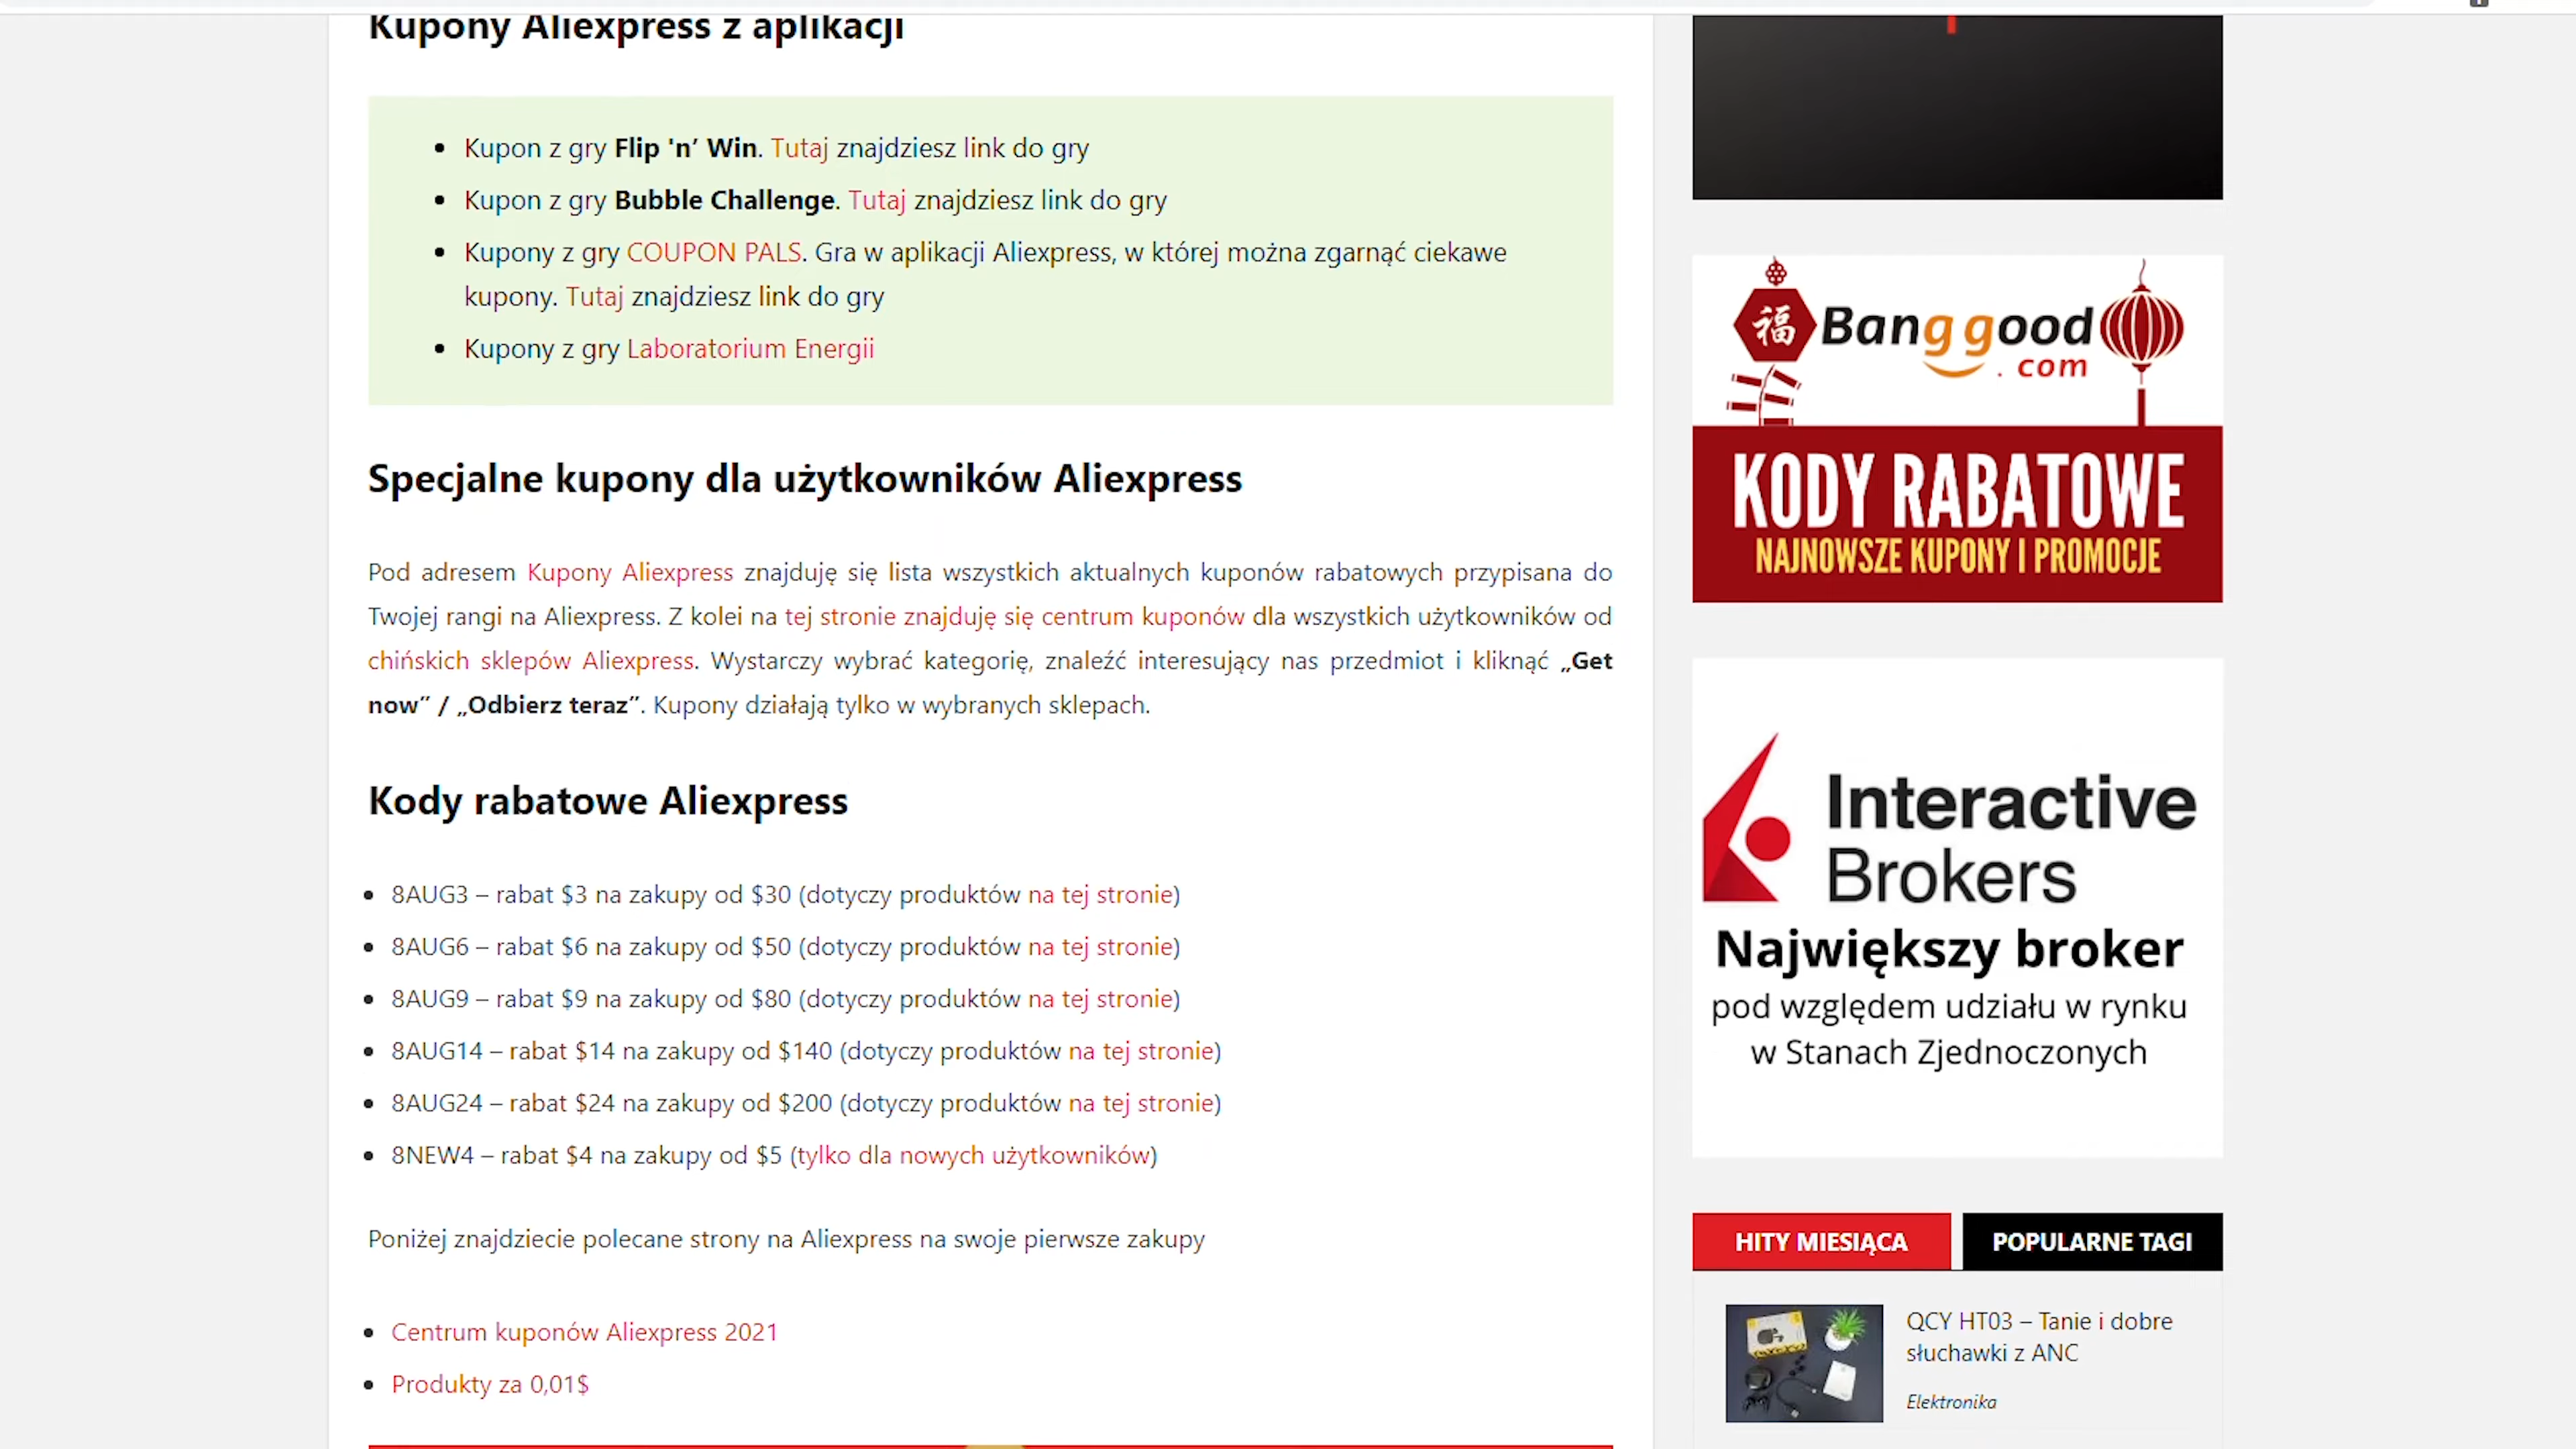 Kupony Aliexpress z aplikacji
Kupon z gry Flip 'n’ Win. Tutaj znajdziesz link do gry
Kupon z gry Bubble Challenge. Tutaj znajdziesz link do gry
Kupony z gry COUPON PALS. Gra w aplikacji Aliexpress, w której można zgarnąć ciekawe
kupony. Tutaj znajdziesz link do gry
Kupony z gry Laboratorium Energii
Specjalne kupony dla użytkowników Aliexpress
Pod adresem Kupony Aliexpress znajduję się lista wszystkich aktualnych kuponów rabatowych przypisana do
Twojej rangi na Aliexpress. Z kolei na tej stronie znajduję się centrum kuponów dla wszystkich użytkowników od
chińskich sklepów Aliexpress. Wystarczy wybrać kategorię, znaleźć interesujący nas przedmiot i kliknąć „Get
now” / „Odbierz teraz”. Kupony działają tylko w wybranych sklepach.
Kody rabatowe Aliexpress
8AUG3 – rabat $3 na zakupy od $30 (dotyczy produktów na tej stronie)
8AUG6 – rabat $6 na zakupy od $50 (dotyczy produktów na tej stronie)
8AUG9 – rabat $9 na zakupy od $80 (dotyczy produktów na tej stronie)
8AUG14 – rabat $14 na zakupy od $140 (dotyczy produktów na tej stronie)
8AUG24 – rabat $24 na zakupy od $200 (dotyczy produktów na tej stronie)
8NEW4 – rabat $4 na zakupy od $5 (tylko dla nowych użytkowników)
Poniżej znajdziecie polecane strony na Aliexpress na swoje pierwsze zakupy
Centrum kuponów Aliexpress 2021
Produkty za 0,01$
福
Banggood
.com
KODY RABATOWE
NAJNOWSZE KUPONY I PROMOCJE
Interactive
Brokers
Największy broker
pod względem udziału w rynku
w Stanach Zjednoczonych
HITY MIESIĄCA
POPULARNE TAGI
QCY HT03 – Tanie i dobre
słuchawki z ANC
Elektronika